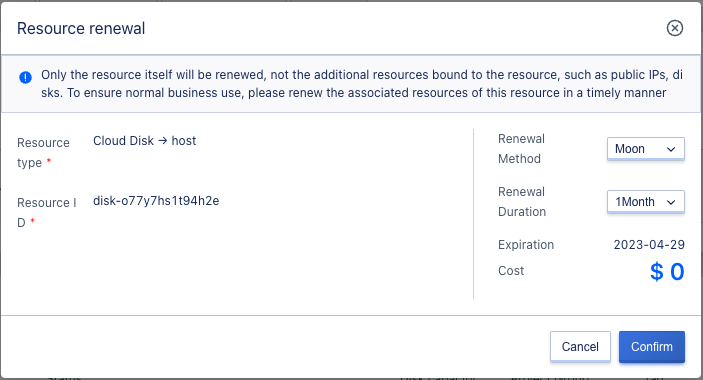 Resource renewal
Only the resource itself will be renewed, not the additional resources bound to the resource, such as public IPs, di
sks. To ensure normal business use, please renew the associated resources of this resource in a timely manner
Resource
type *
Cloud Disk → host
Resource I
D *
disk-o77y7hs1t94h2e
Renewal
Method
Moon
Renewal
Duration
1Month
Expiration
2023-04-29
Cost
$ 0
Cancel
Confirm